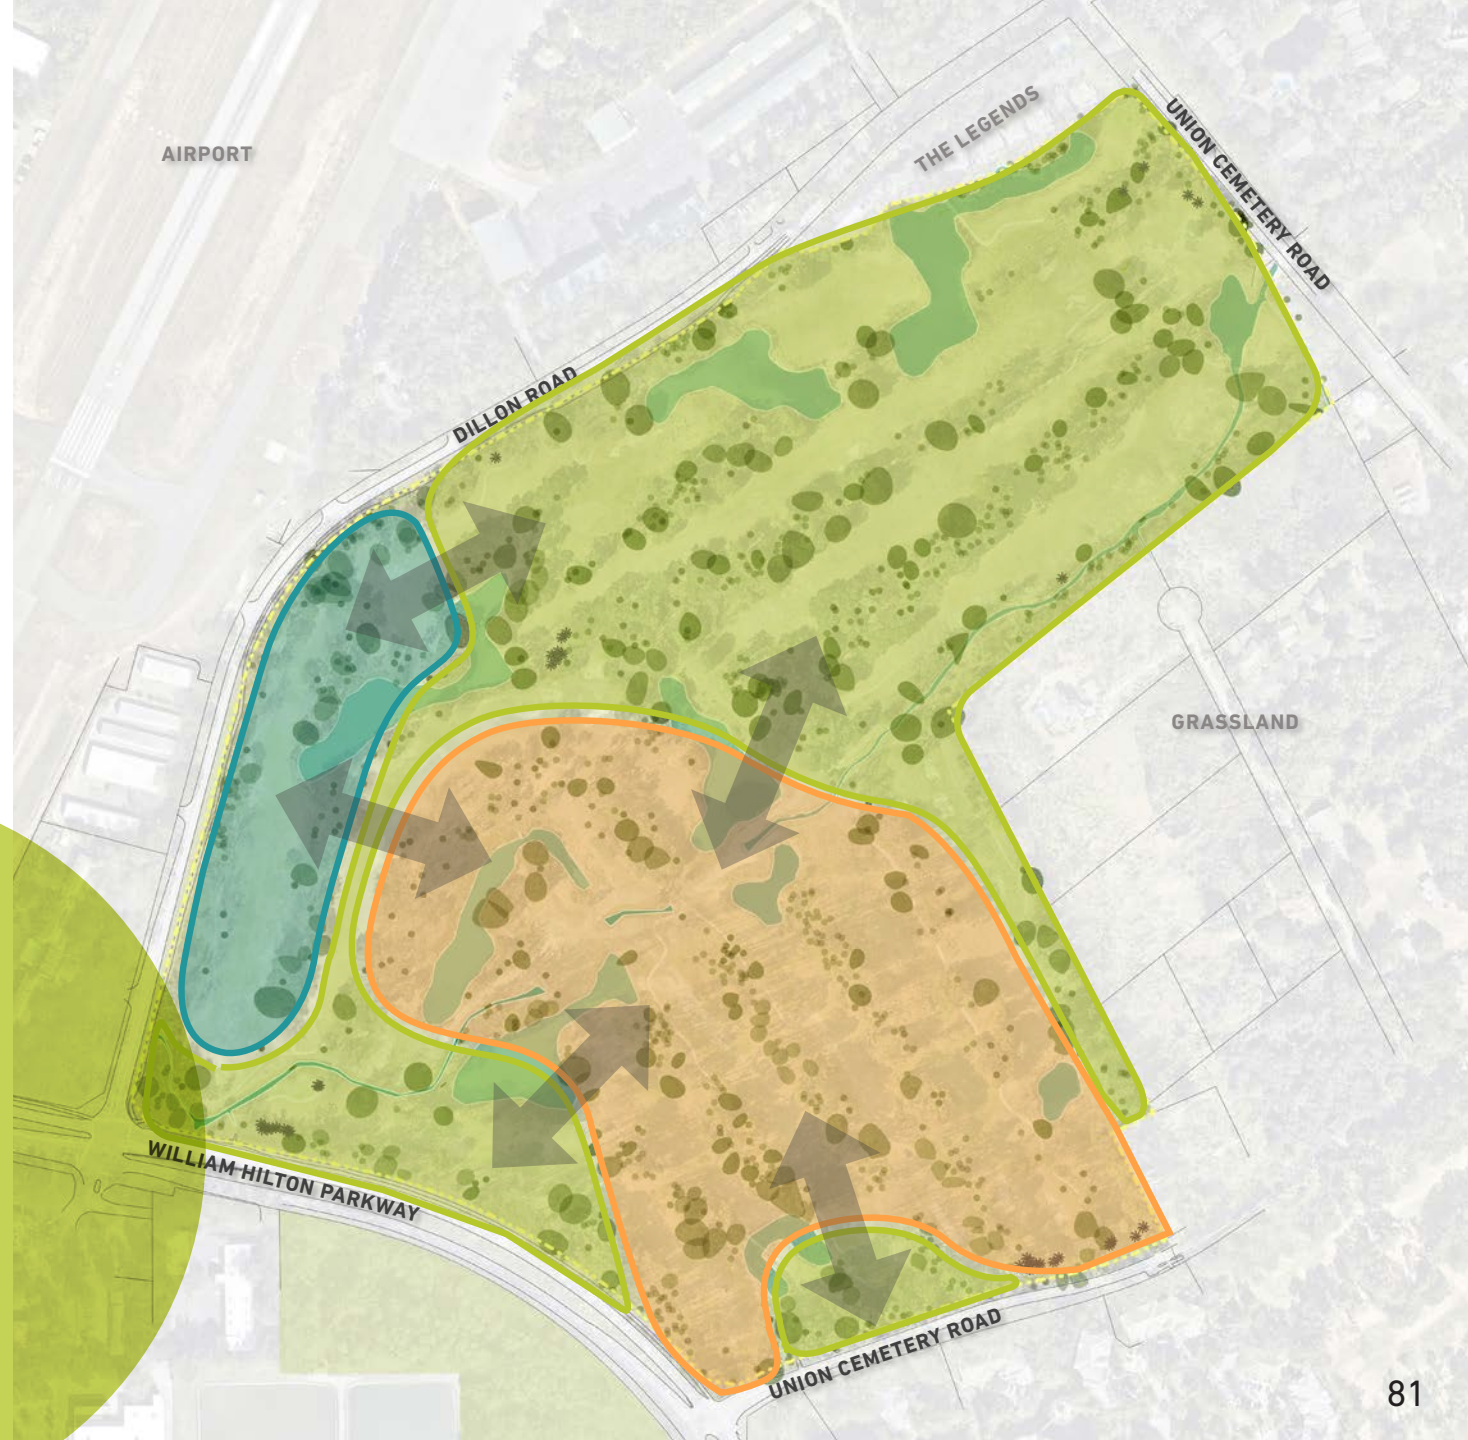 AIRPORT
THE LEGENDS
UNION CEMETERY ROAD
DILLON ROAD
GRASSLAND
WILLIAM HILTON PARKWAY
UNION CEMETERY ROAD
81